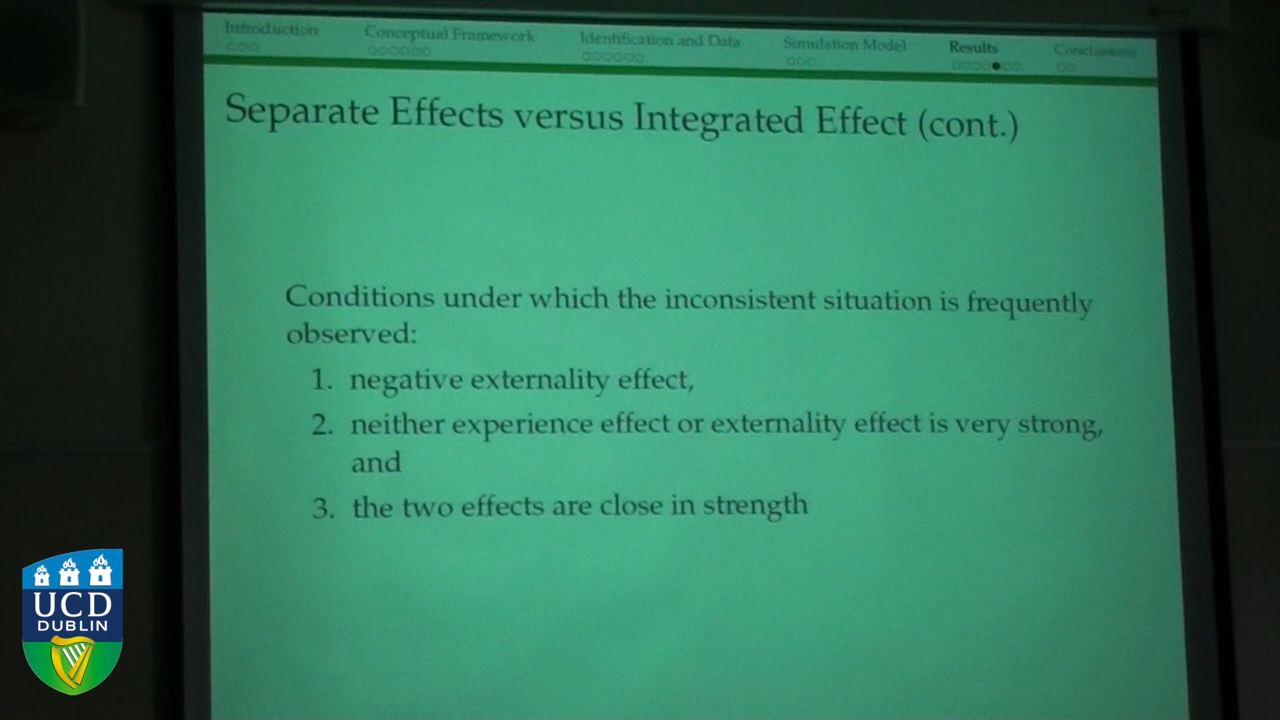 Introduction Conceptual Framework Identification and Data Simulation Model Results Conclusions
Separate Effects versus Integrated Effect (cont.)
Conditions under which the inconsistent situation is frequently
observed:
1. negative externality effect,
2. neither experience effect or externality effect is very strong,
and
3. the two effects are close in strength
UCD
DUBLIN